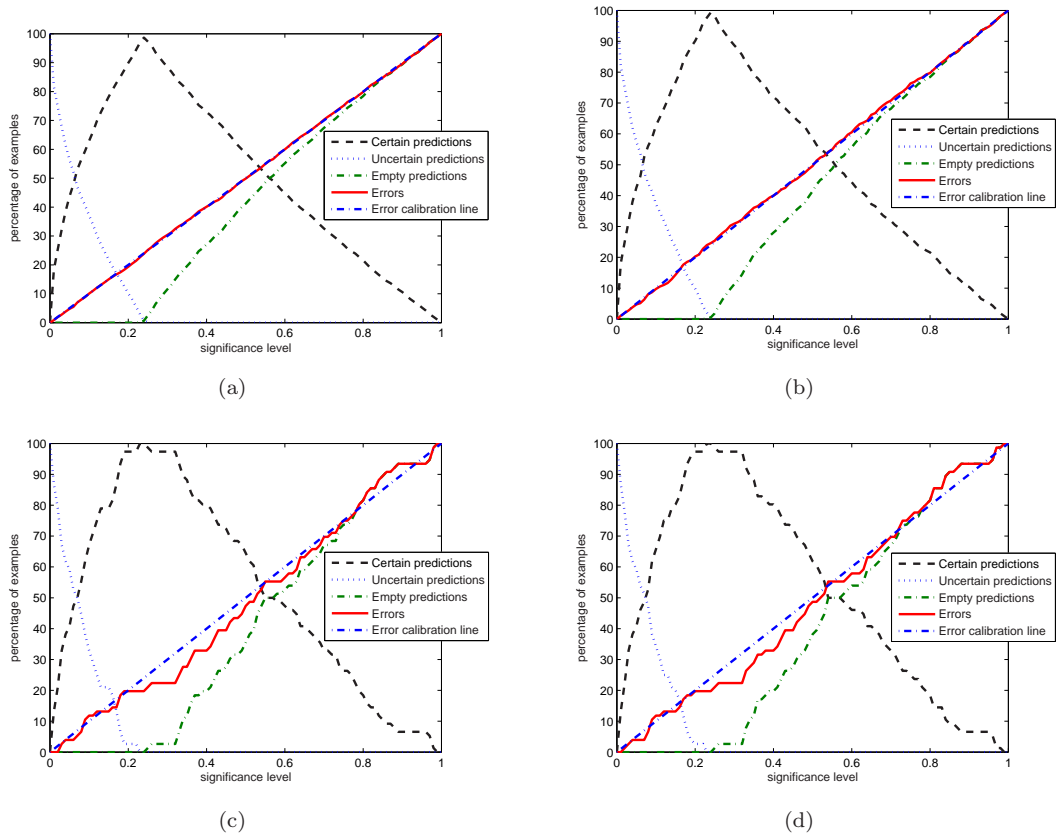 100
90
80
70
60
50
40
30
20
10
0
percentage of examples
0 0.2 0.4 0.6 0.8 1
significance level
Certain predictions
Uncertain predictions
Empty predictions
Errors
Error calibration line
(a)
100
90
80
70
60
50
40
30
20
10
0
percentage of examples
0 0.2 0.4 0.6 0.8 1
significance level
Certain predictions
Uncertain predictions
Empty predictions
Errors
Error calibration line
(b)
100
90
80
70
60
50
40
30
20
10
0
percentage of examples
0 0.2 0.4 0.6 0.8 1
significance level
Certain predictions
Uncertain predictions
Empty predictions
Errors
Error calibration line
(c)
100
90
80
70
60
50
40
30
20
10
0
percentage of examples
0 0.2 0.4 0.6 0.8 1
significance level
Certain predictions
Uncertain predictions
Empty predictions
Errors
Error calibration line
(d)